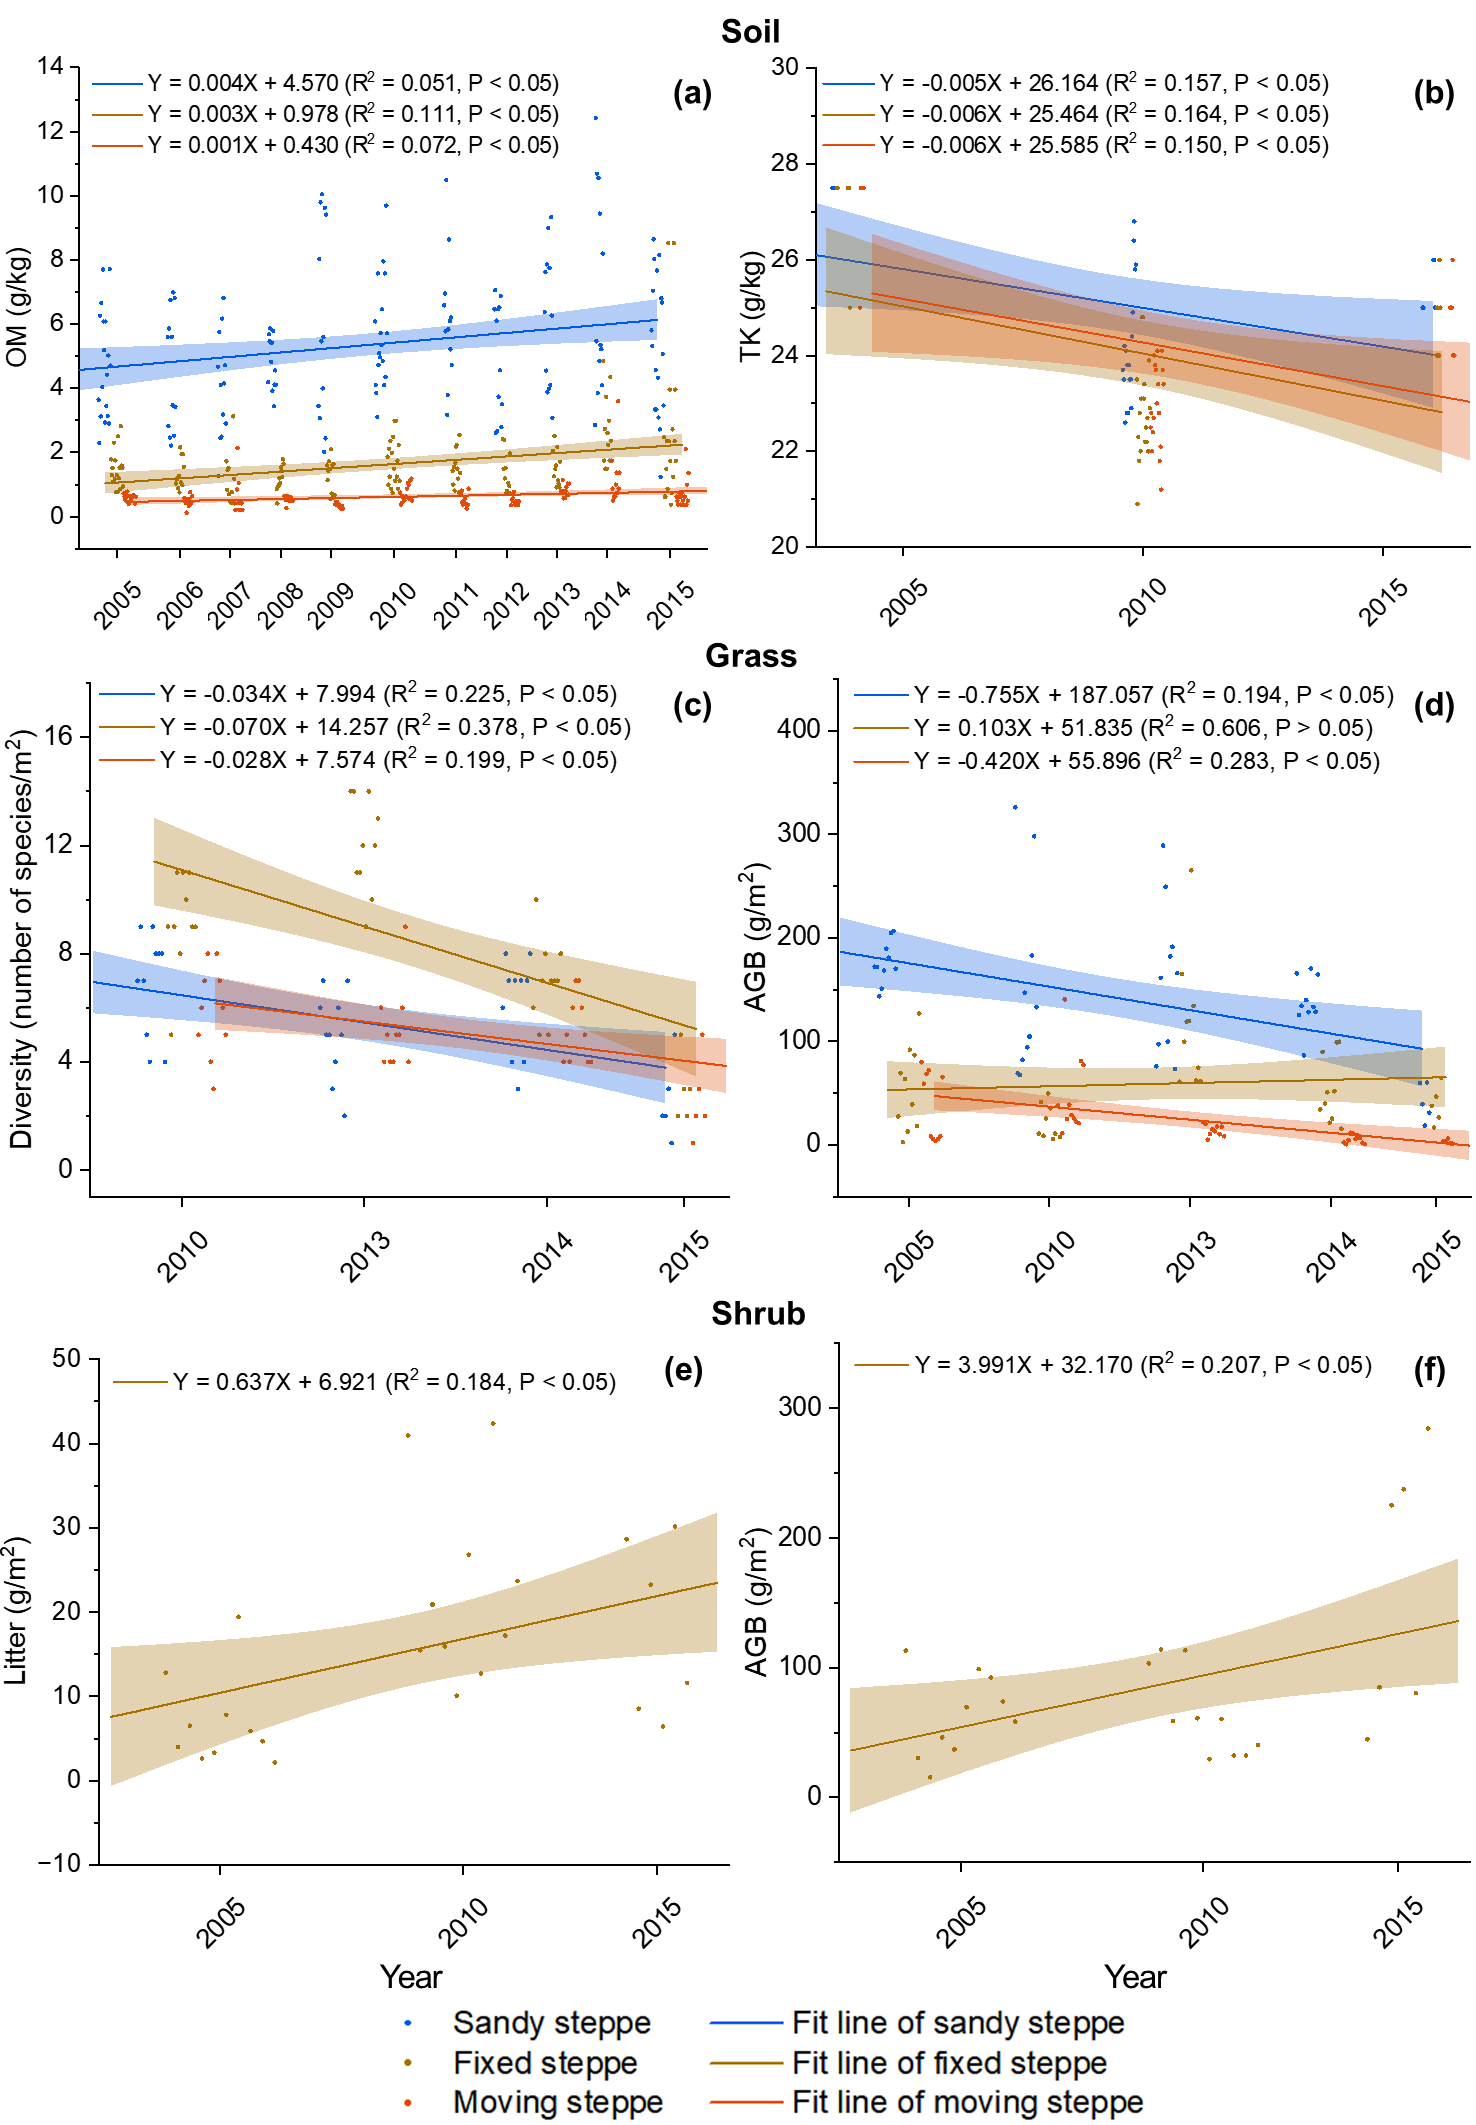 Soil
(a)
Y = 0.004X + 4.570 (R² = 0.051, P < 0.05)
Y = 0.003X + 0.978 (R² = 0.111, P < 0.05)
Y = 0.001X + 0.430 (R² = 0.072, P < 0.05)
OM (g/kg)
14
12
10
8
6
4
2
0
2005 2006 2007 2008 2009 2010 2011 2012 2013 2014 2015
(b)
Y = -0.005X + 26.164 (R² = 0.157, P < 0.05)
Y = -0.006X + 25.464 (R² = 0.164, P < 0.05)
Y = -0.006X + 25.585 (R² = 0.150, P < 0.05)
TK (g/kg)
30
28
26
24
22
20
2005 2010 2015
Grass
(c)
Y = -0.034X + 7.994 (R² = 0.225, P < 0.05)
Y = -0.070X + 14.257 (R² = 0.378, P < 0.05)
Y = -0.028X + 7.574 (R² = 0.199, P < 0.05)
Diversity (number of species/m²)
16
12
8
4
0
2010 2013 2014 2015
(d)
Y = -0.755X + 187.057 (R² = 0.194, P < 0.05)
Y = 0.103X + 51.835 (R² = 0.606, P > 0.05)
Y = -0.420X + 55.896 (R² = 0.283, P < 0.05)
AGB (g/m²)
400
300
200
100
0
2005 2010 2013 2014 2015
Shrub
(e)
Y = 0.637X + 6.921 (R² = 0.184, P < 0.05)
Litter (g/m²)
50
40
30
20
10
0
−10
2005 2010 2015
Year
(f)
Y = 3.991X + 32.170 (R² = 0.207, P < 0.05)
AGB (g/m²)
300
200
100
0
2005 2010 2015
Year
Sandy steppe
Fit line of sandy steppe
Fixed steppe
Fit line of fixed steppe
Moving steppe
Fit line of moving steppe